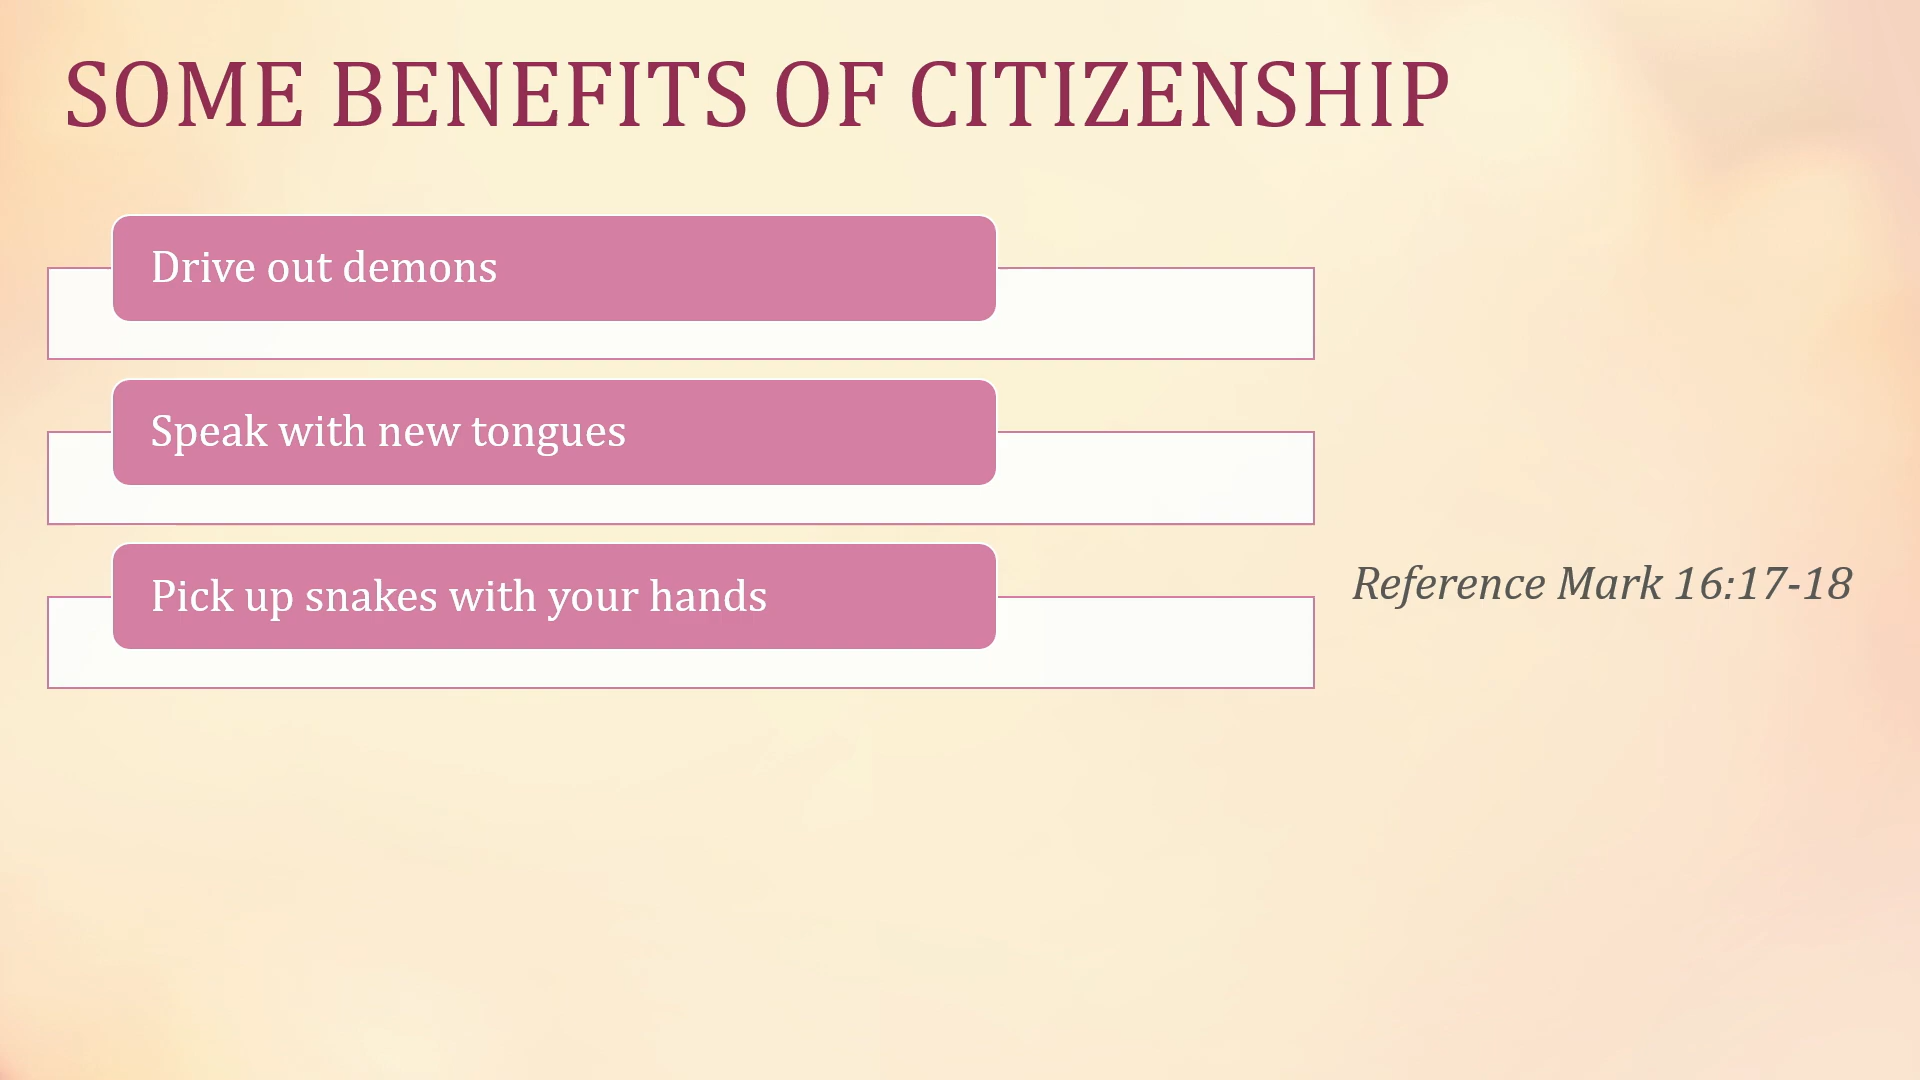 SOME BENEFITS OF CITIZENSHIP
Drive out demons
Speak with new tongues
Pick up snakes with your hands
Reference Mark 16:17-18